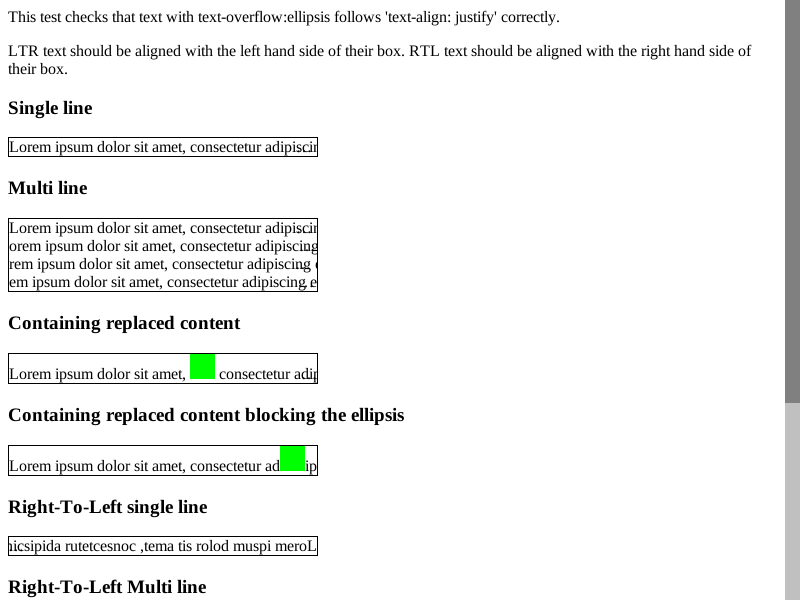 This test checks that text with text-overflow:ellipsis follows 'text-align: justify' correctly.
LTR text should be aligned with the left hand side of their box. RTL text should be aligned with the right hand side of
their box.
Single line
Lorem ipsum dolor sit amet, consectetur
Multi line
Lorem ipsum dolor sit amet, consectetur
orem ipsum dolor sit amet, consectetur adipiscing
rem ipsum dolor sit amet, consectetur adipiscing
em ipsum dolor sit amet, consectetur adipiscing e
Containing replaced content
Lorem ipsum dolor sit amet, consectetur
Containing replaced content blocking the ellipsis
Lorem ipsum dolor sit amet, consectetur ad ip
Right-To-Left single line
rutetcesnoc ,tema tis rolod muspi meroL
Right-To-Left Multi line